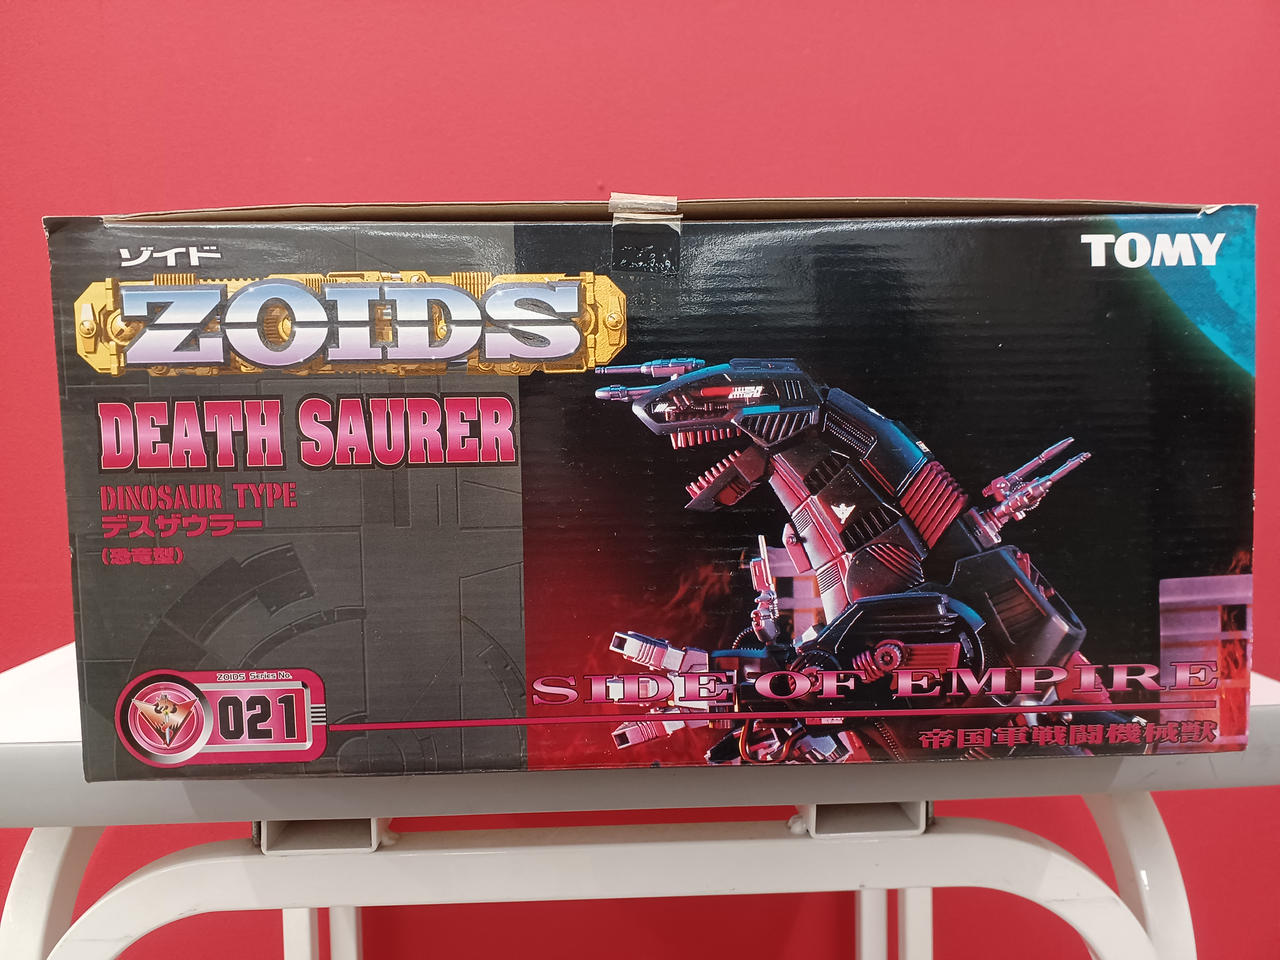 ゾイド
ZOIDS
TOMY
DEATH SAURER
DINOSAUR TYPE
デスザウラー
(恐竜型)
ZOIDS Series No.
021
SIDE OF EMPIRE
帝国軍戦闘機械獣